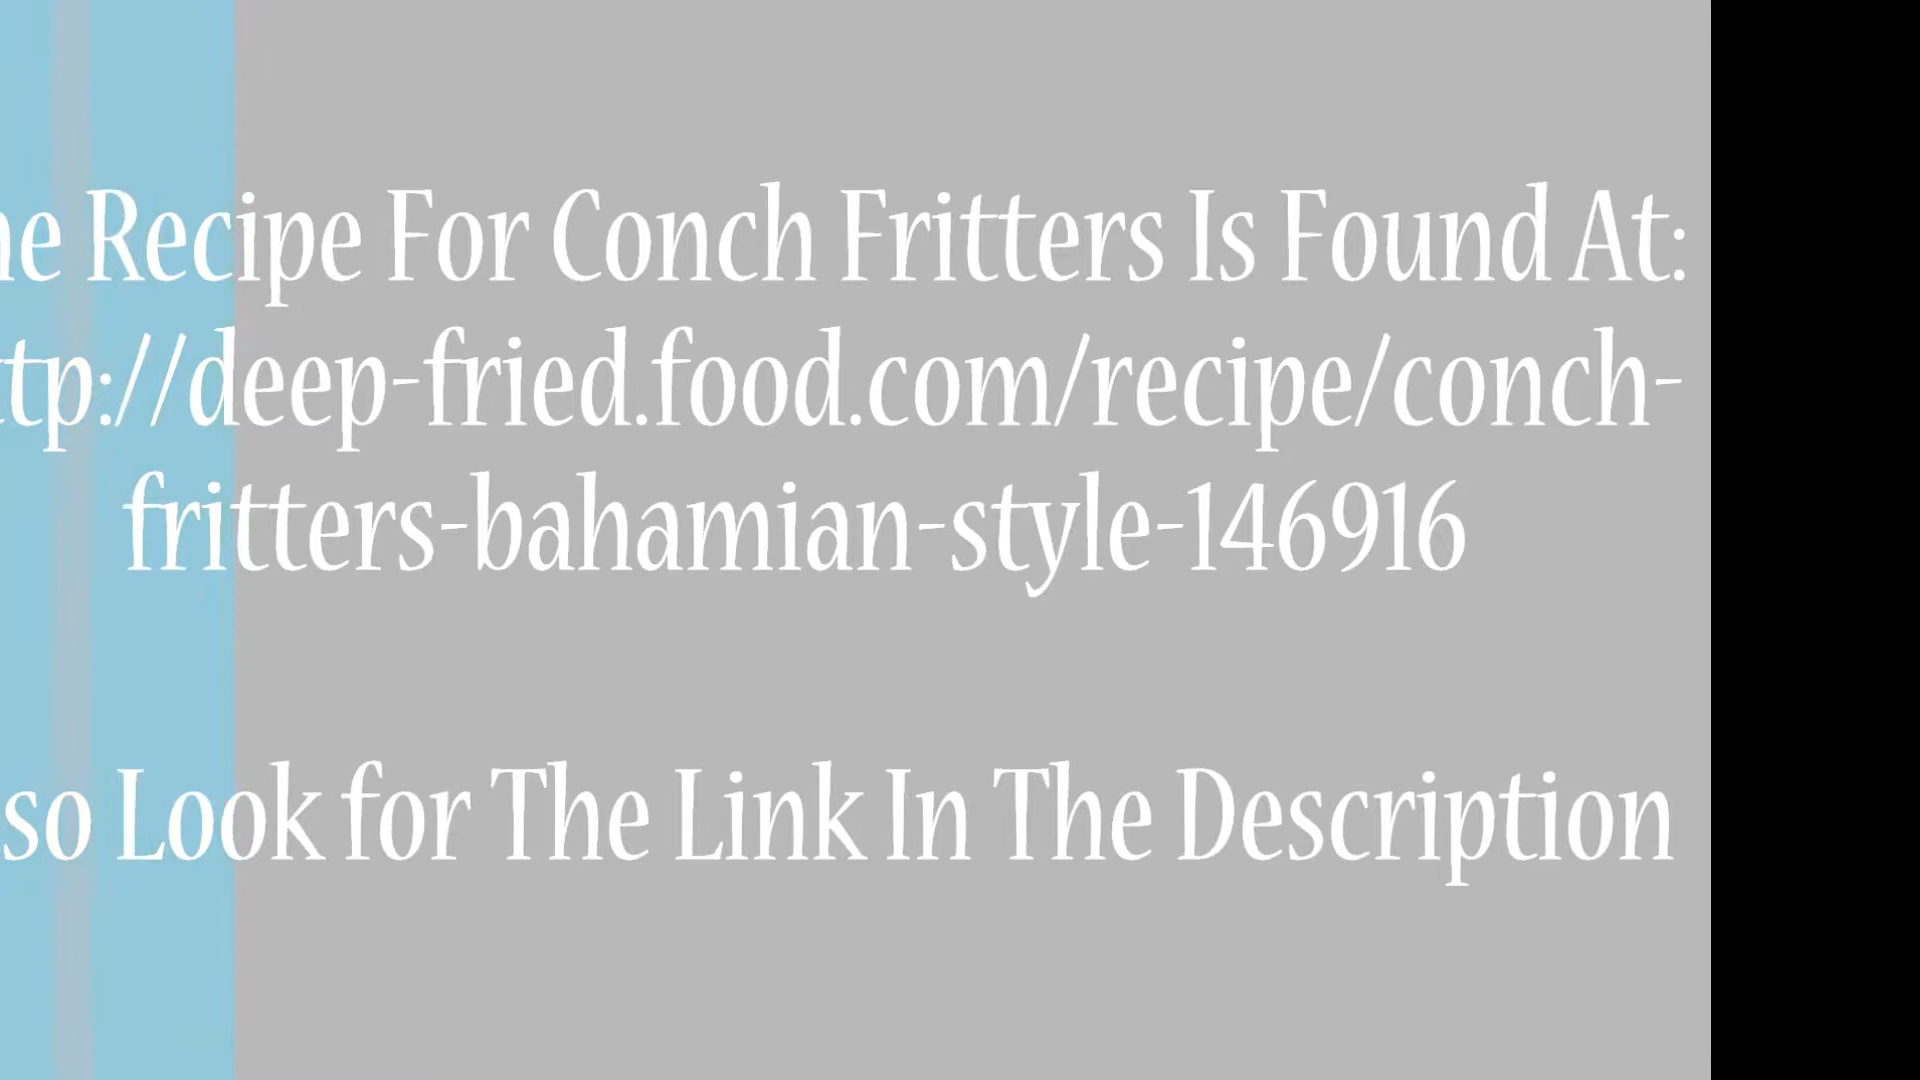 he Recipe For Conch Fritters Is Found At:
ttp://deep-fried.food.com/recipe/conch-
fritters-bahamian-style-146916
so Look for The Link In The Description